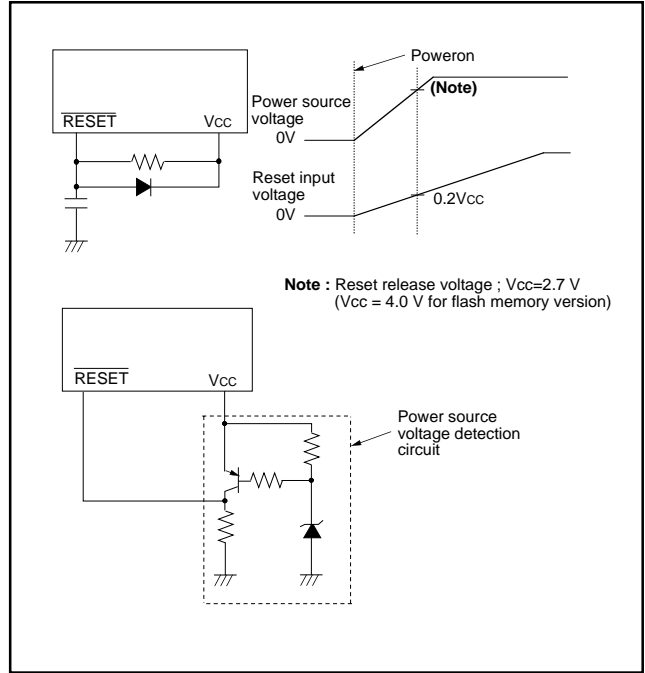 Poweron
(Note)
Power source
voltage
0V
RESET
Vcc
Reset input
voltage
0V
0.2Vcc
Note : Reset release voltage ; Vcc=2.7 V
(Vcc = 4.0 V for flash memory version)
RESET
Vcc
Power source
voltage detection
circuit